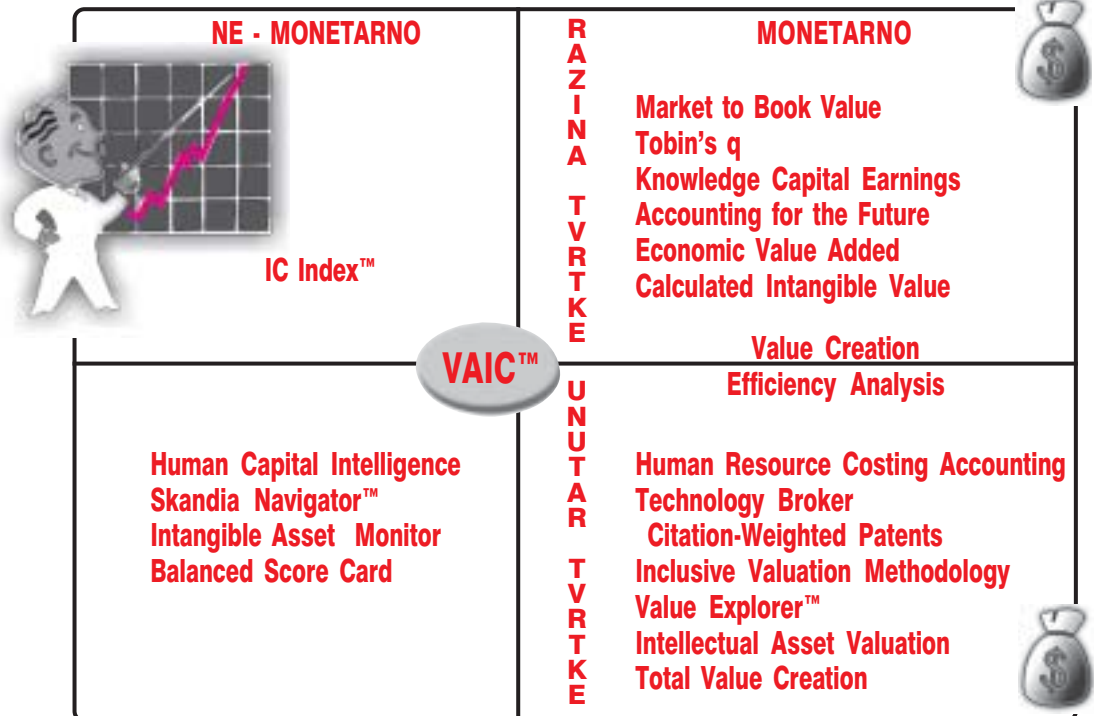 NE - MONETARNO
IC Index™
RAZINA TVRTKE
MONETARNO
Market to Book Value
Tobin's q
Knowledge Capital Earnings
Accounting for the Future
Economic Value Added
Calculated Intangible Value
Value Creation
Efficiency Analysis
VAIC™
Human Capital Intelligence
Skandia Navigator™
Intangible Asset Monitor
Balanced Score Card
UNUTAR TVRTKE
Human Resource Costing Accounting
Technology Broker
Citation-Weighted Patents
Inclusive Valuation Methodology
Value Explorer™
Intellectual Asset Valuation
Total Value Creation
$
$